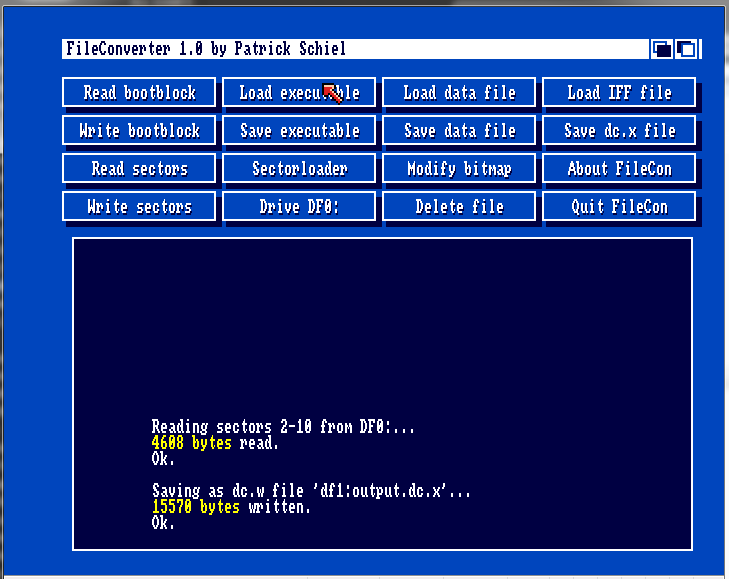 FileConverter 1.0 by Patrick Schiel
Read bootblock Load executable Load data file Load IFF file
Write bootblock Save executable Save data file Save dc.x file
Read sectors Sectorloader Modify bitmap About FileCon
Write sectors Drive DF0: Delete file Quit FileCon
Reading sectors 2-10 from DF0:...
4608 bytes read.
Ok.
Saving as dc.w file 'df1:output.dc.x'...
15570 bytes written.
Ok.